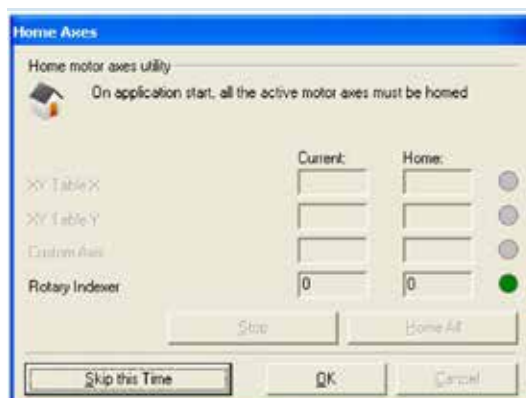 Home Axes
Home motor axes utility
On application start, all the active motor axes must be homed
Current: Home:
XY Table X
XY Table Y
Custom Axis
Rotary Indexer 0 0
Stop Home All
Skip this Time OK Cancel